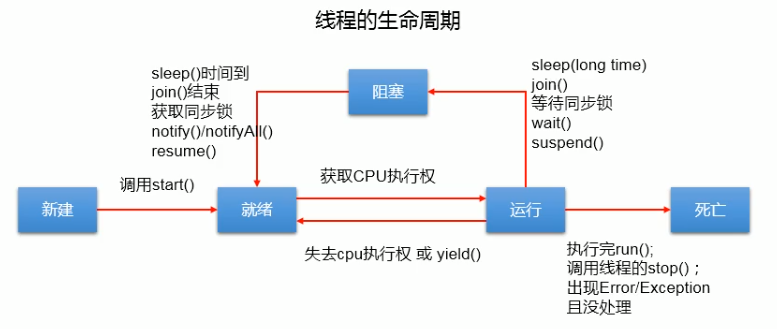 线程的生命周期
sleep()时间到
join()结束
获取同步锁
notify()/notifyAll()
resume()
阻塞
sleep(long time)
join()
等待同步锁
wait()
suspend()
新建
调用start()
就绪
获取CPU执行权
运行
死亡
失去cpu执行权 或 yield()
执行完run();
调用线程的stop()；
出现Error/Exception
且没处理